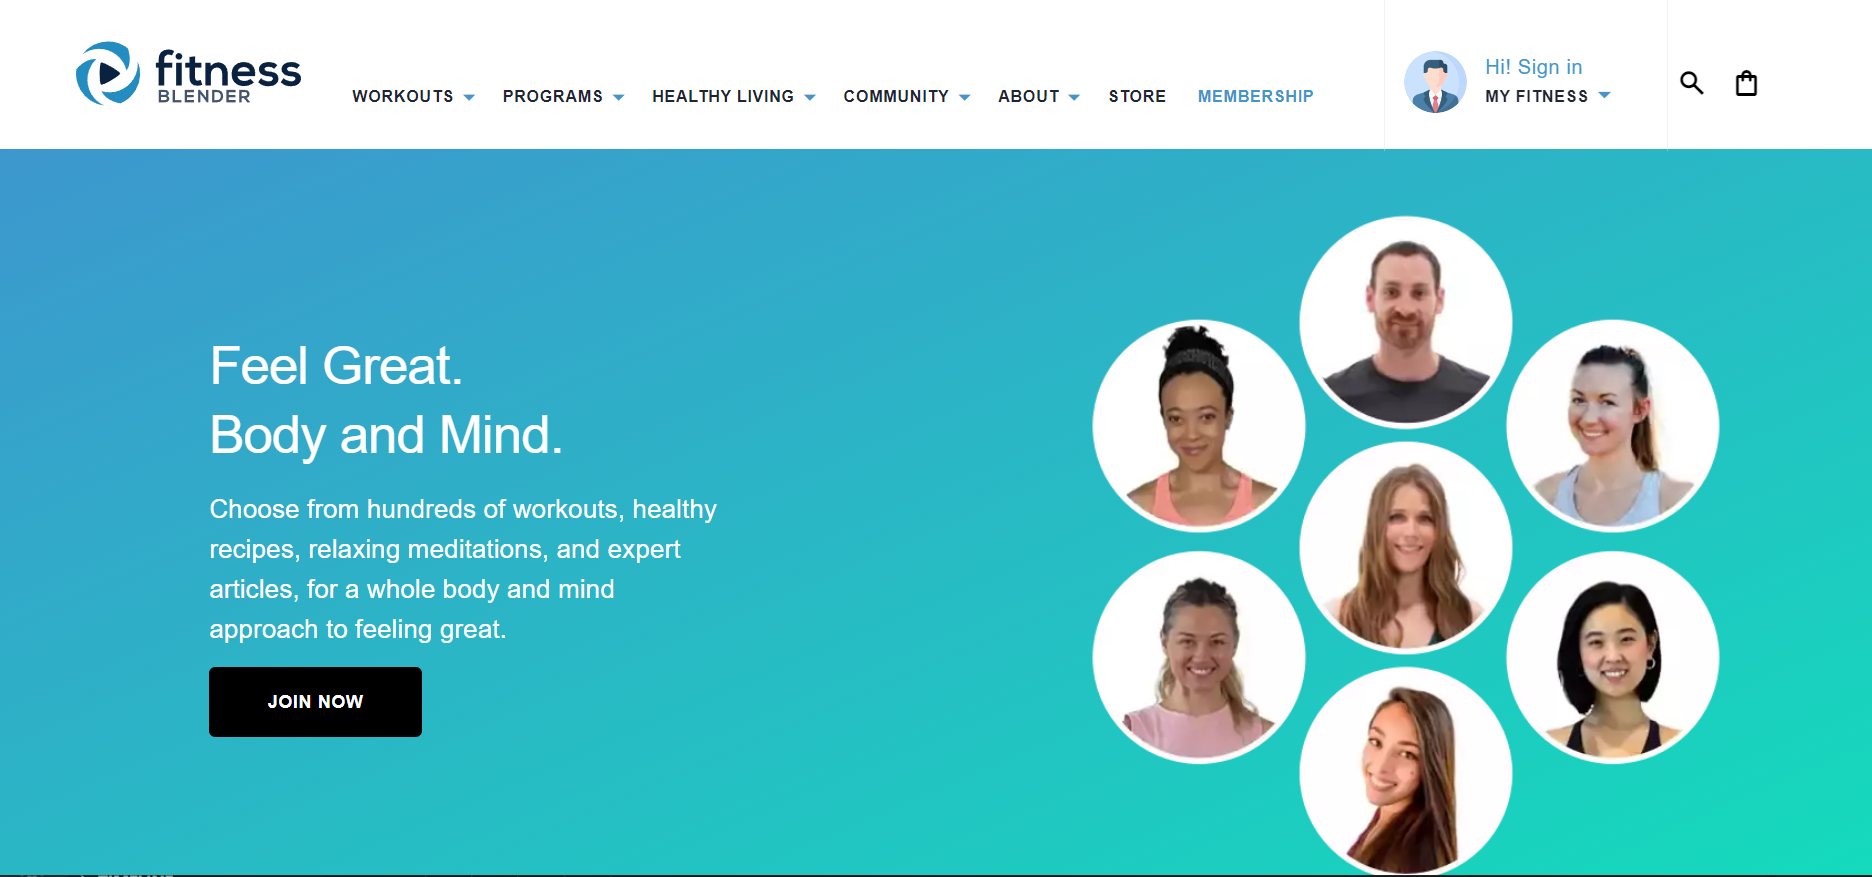 fitness
BLENDER
WORKOUTS
PROGRAMS
HEALTHY LIVING
COMMUNITY
ABOUT
STORE
MEMBERSHIP
Hi! Sign in
MY FITNESS
Feel Great.
Body and Mind.
Choose from hundreds of workouts, healthy
recipes, relaxing meditations, and expert
articles, for a whole body and mind
approach to feeling great.
JOIN NOW